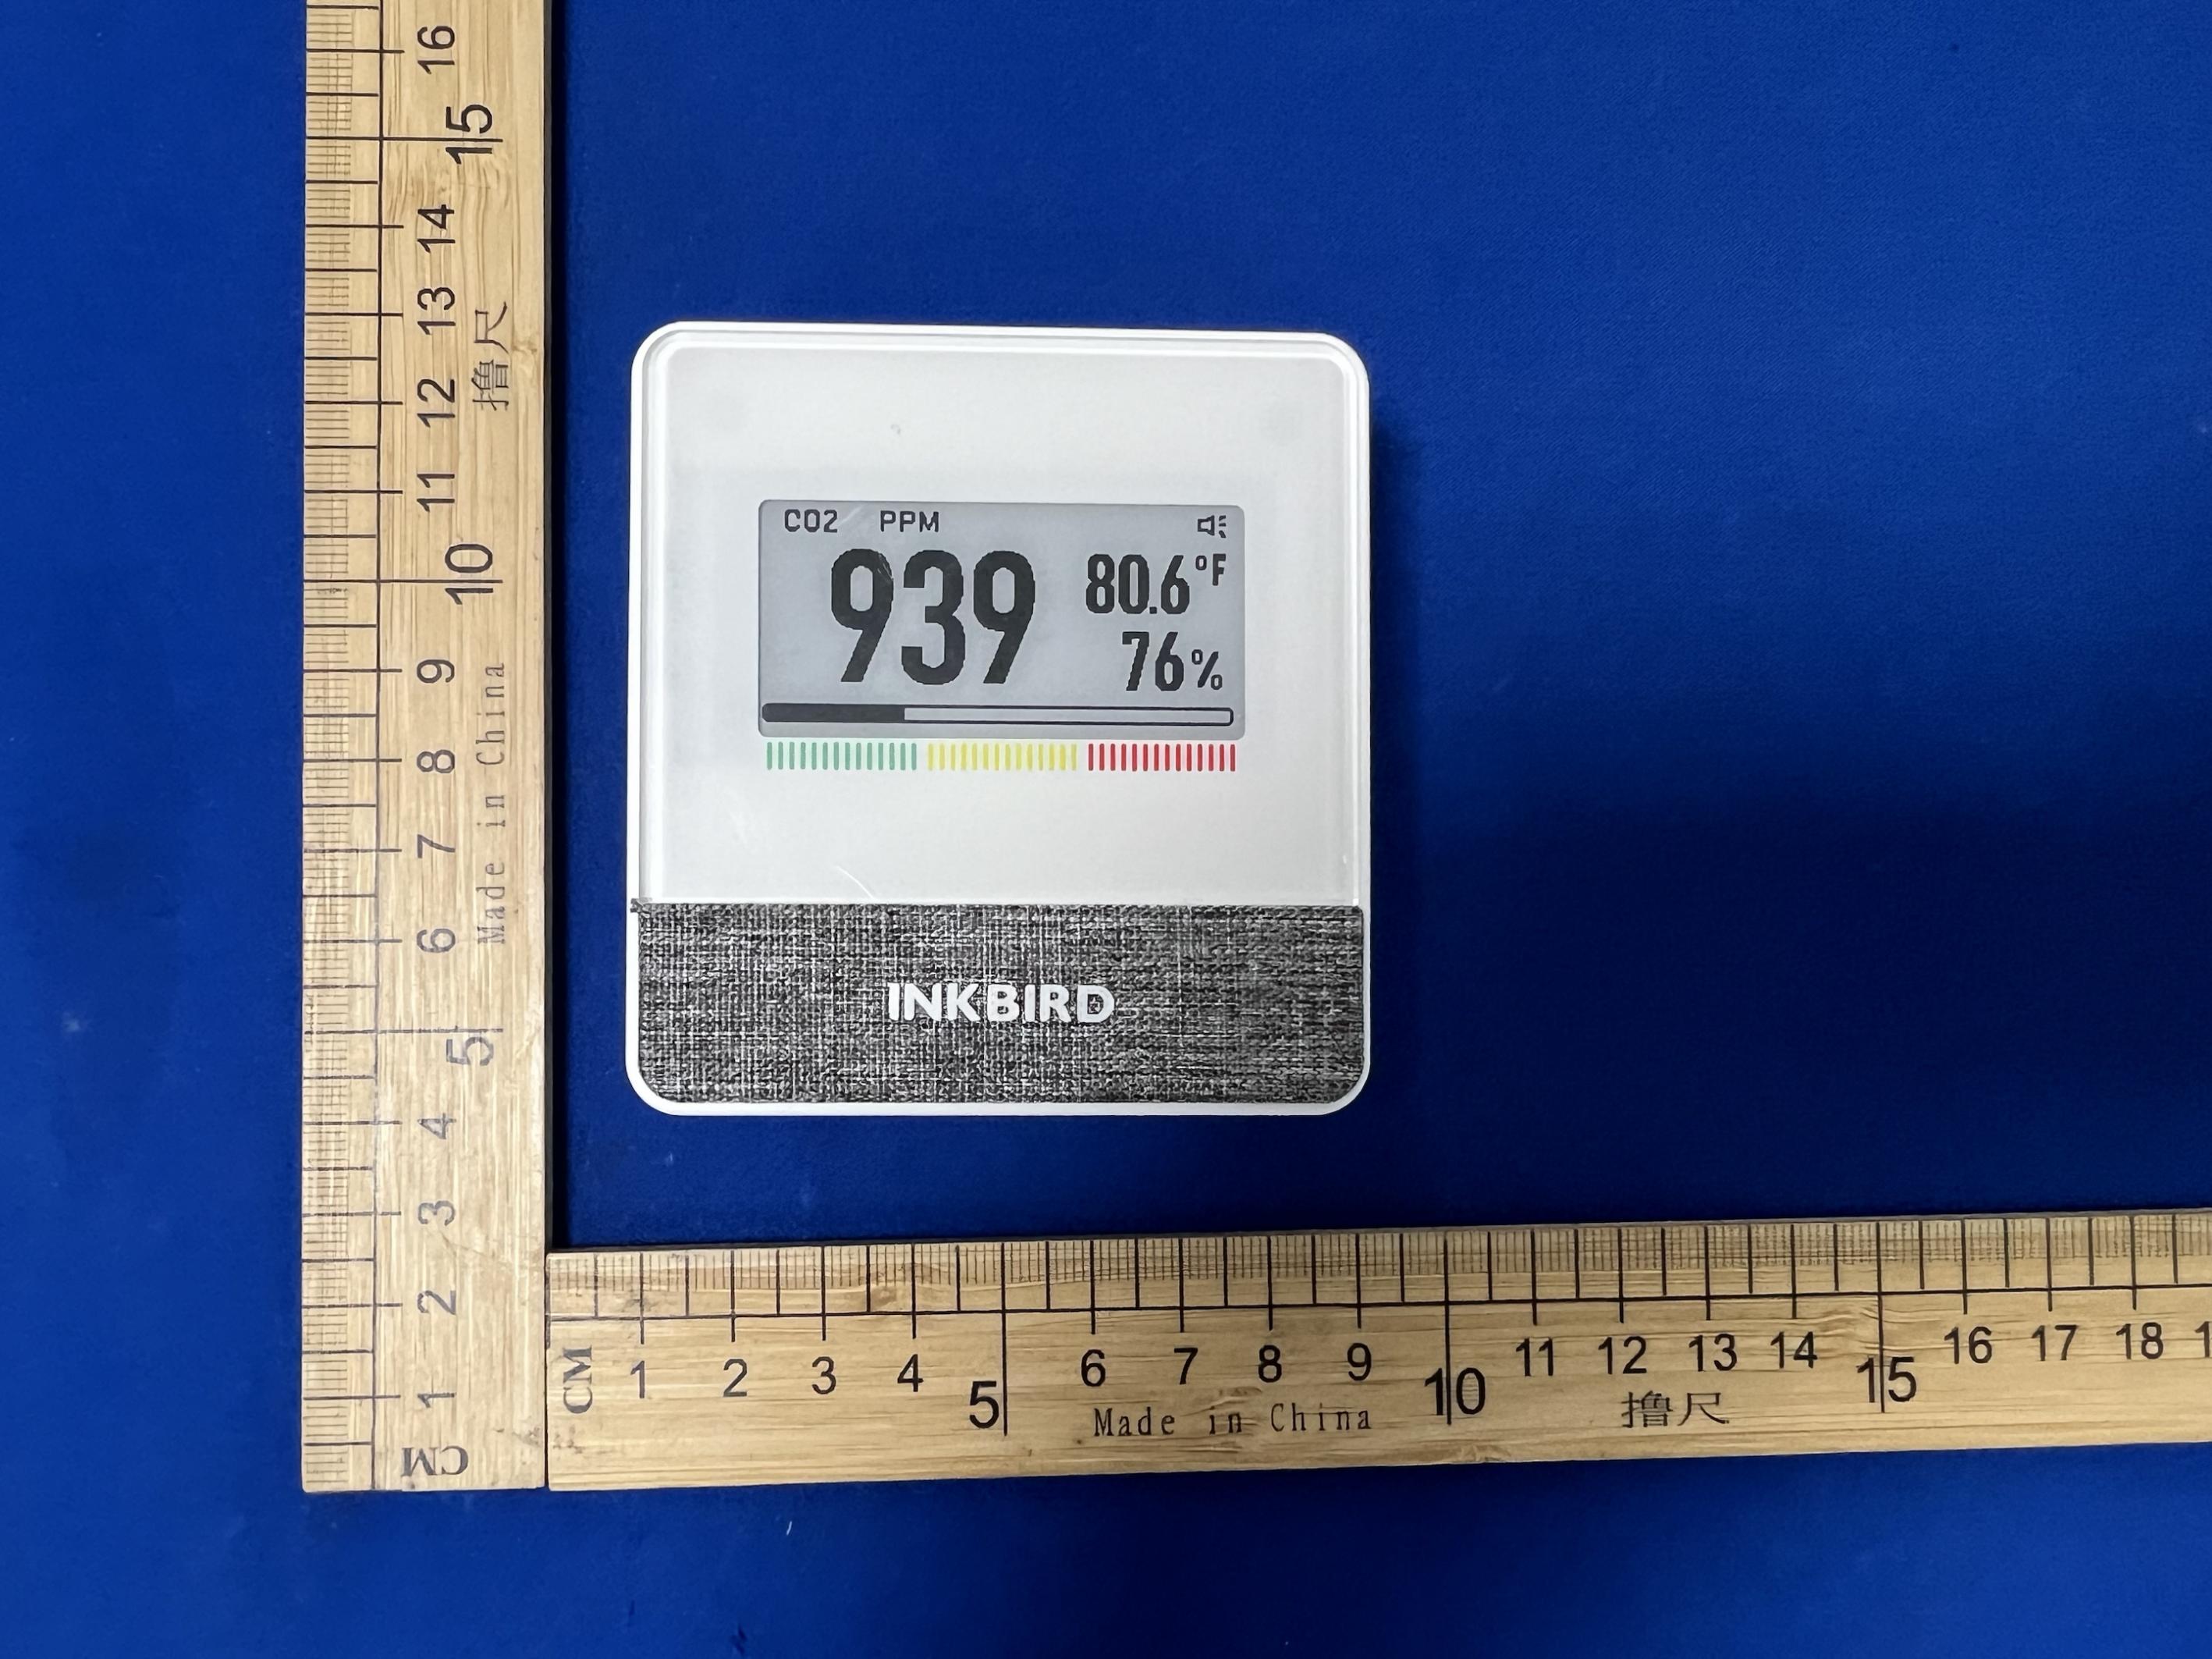 CO2 PPM
939
80.6°F
76%
INKBIRD
16
15
14
13
12
11
10
9
8
7
6
5
4
3
2
1
CM
撸尺
Made in China
CM 1 2 3 4 5 6 7 8 9 10 11 12 13 14 15 16 17 18
Made in China
撸尺